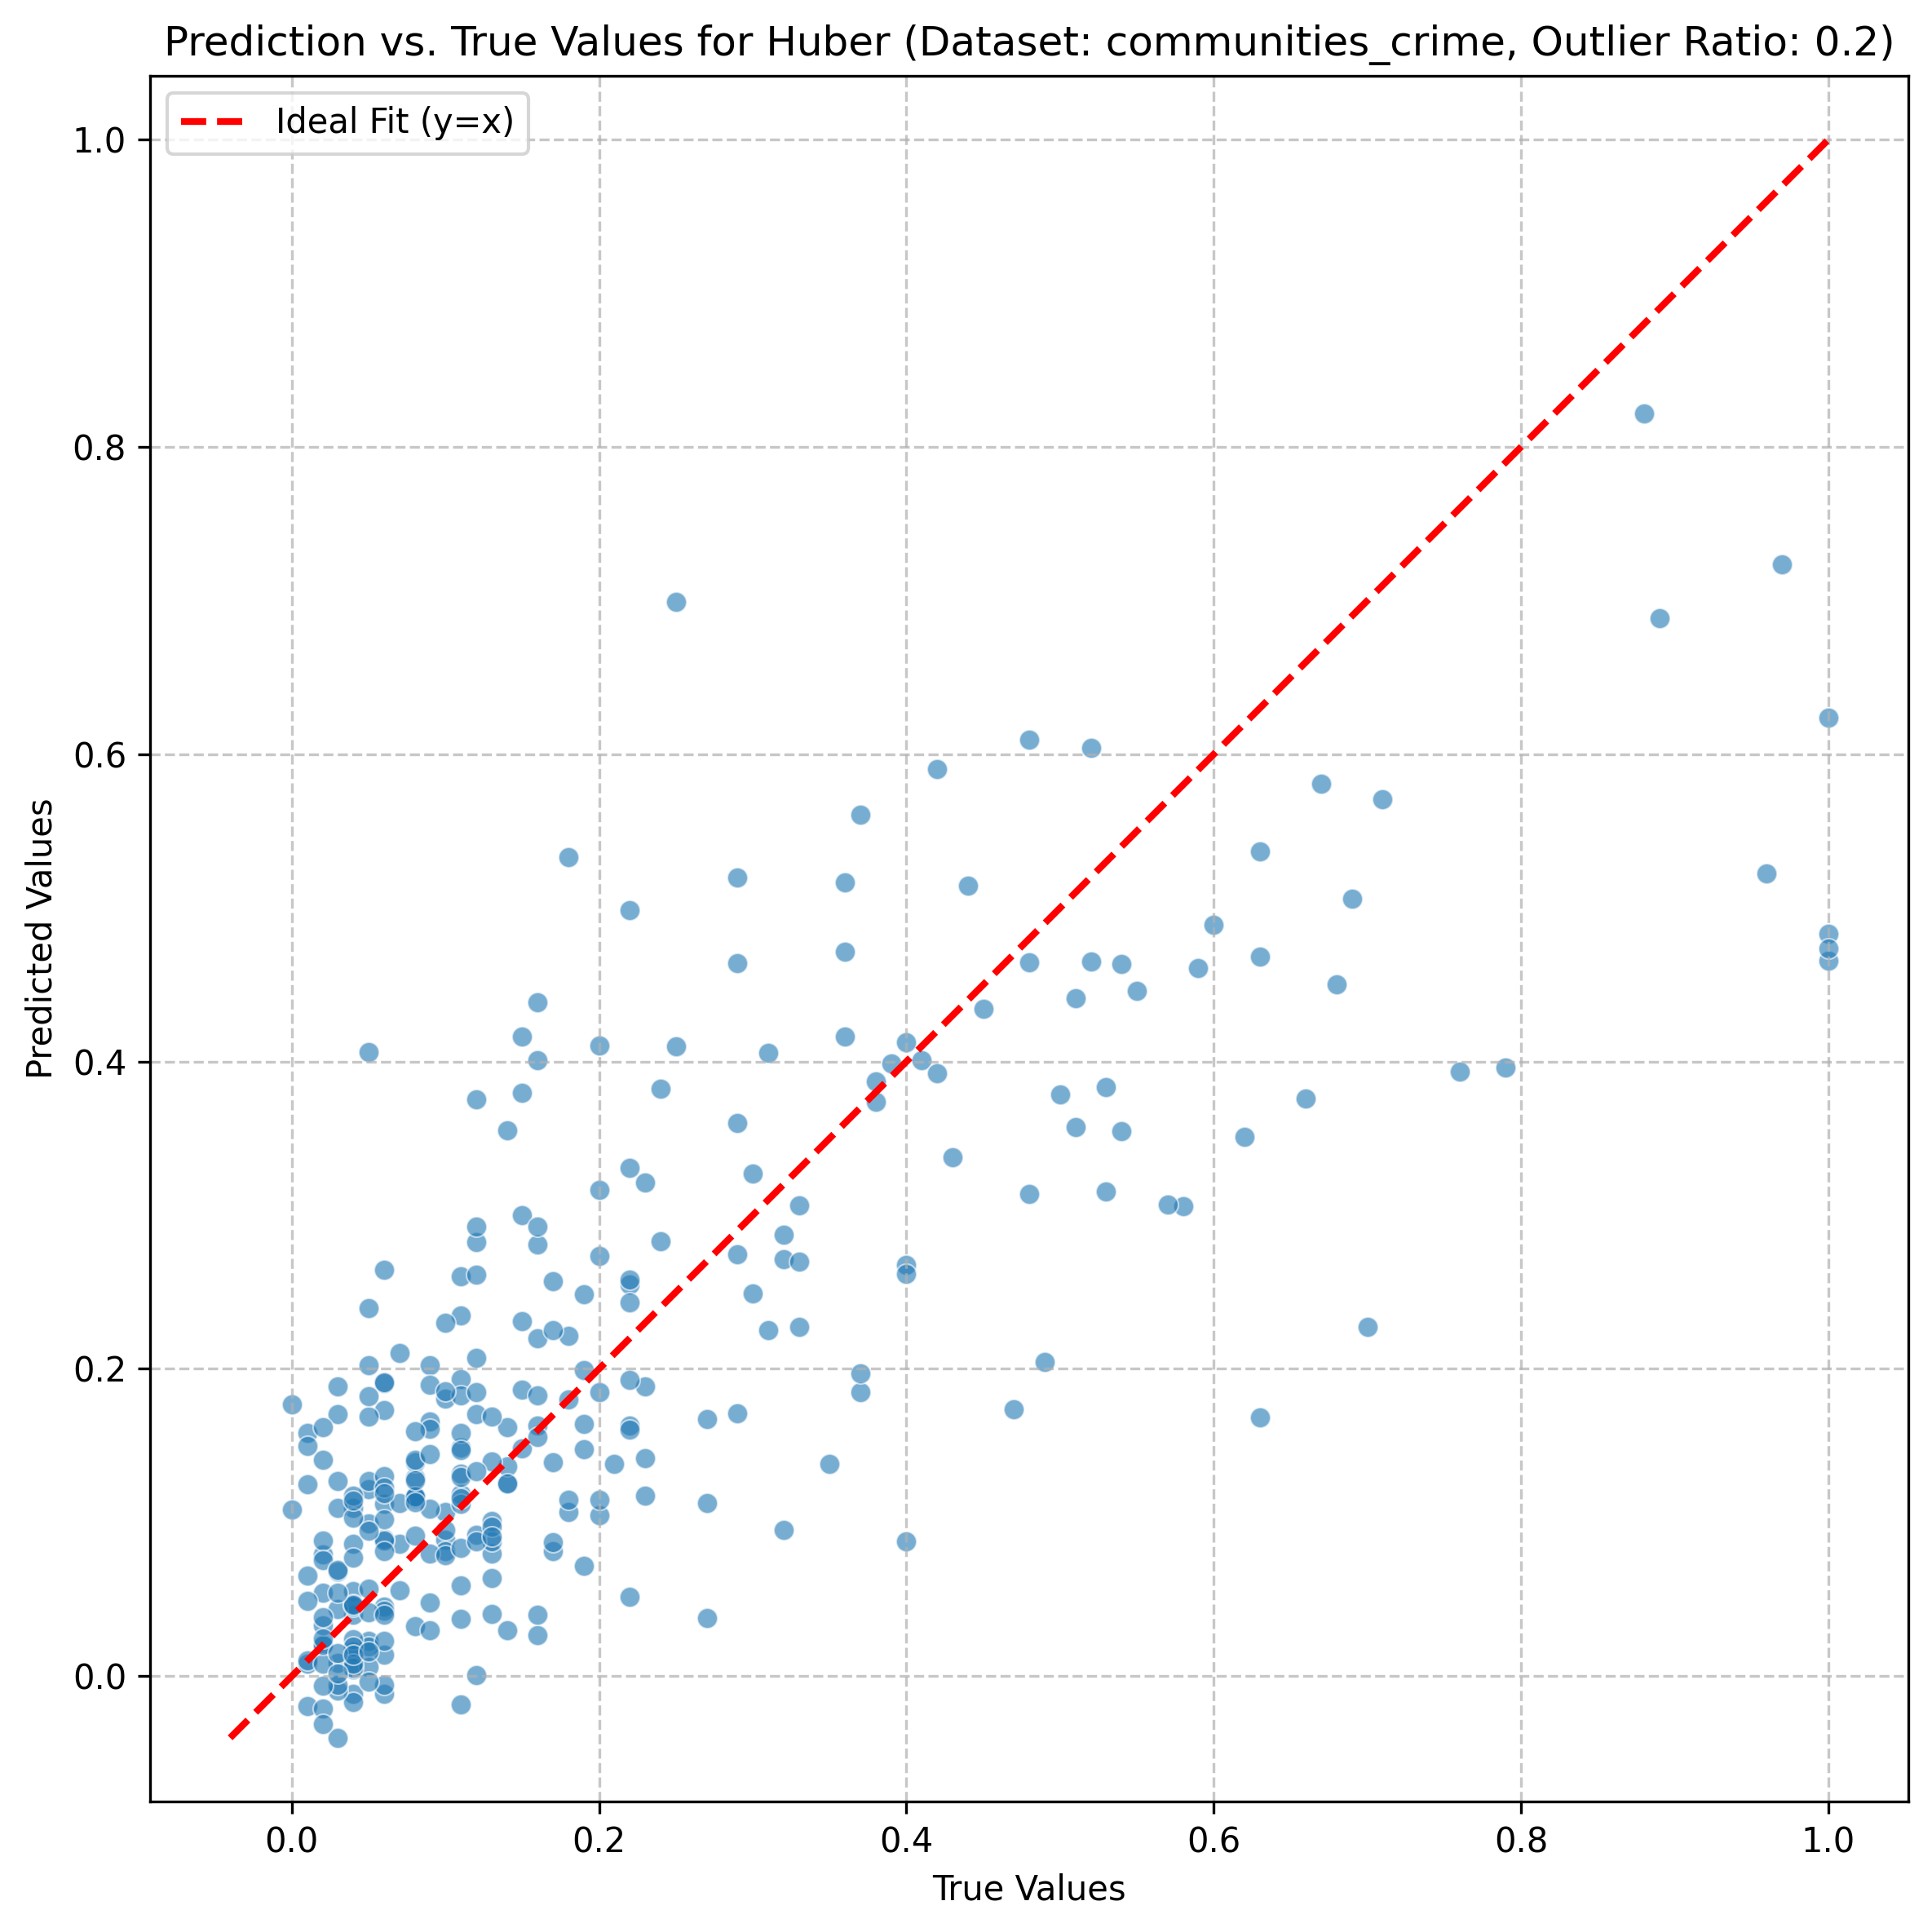 Prediction vs. True Values for Huber (Dataset: communities_crime, Outlier Ratio: 0.2)
Ideal Fit (y=x)
1.0
0.8
0.6
0.4
0.2
0.0
Predicted Values
0.0 0.2 0.4 0.6 0.8 1.0
True Values